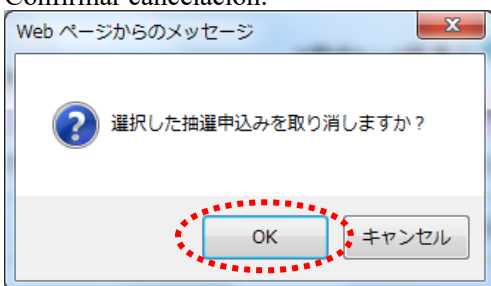 Confirmar cancelación.
Web ページからのメッセージ
選択した抽選申込みを取り消しますか？
OK
キャンセル